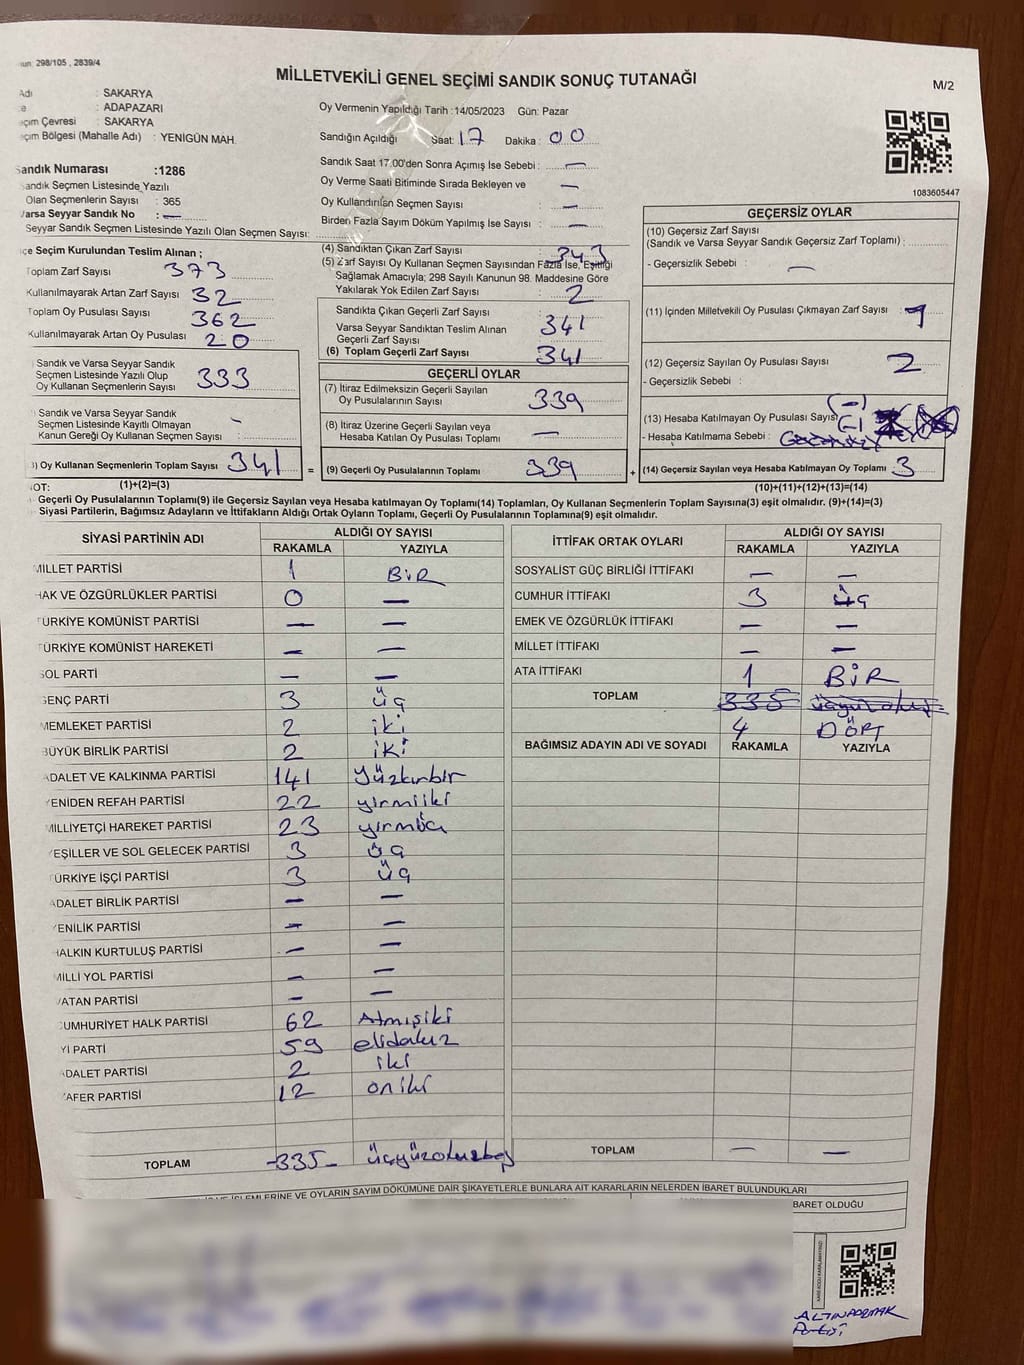 298/105 , 2839/4
MİLLETVEKİLİ GENEL SEÇİMİ SANDIK SONUÇ TUTANAĞI
M/2
Adı : SAKARYA
: ADAPAZARI
Çevresi : SAKARYA
Bölgesi (Mahalle Adı) : YENİGÜN MAH.
Oy Vermenin Yapıldığı Tarih :14/05/2023 Gün: Pazar
Sandığın Açıldığı Saat: 17 Dakika: 00
Sandık Saat 17.00'den Sonra Açımış İse Sebebi : —
Oy Verme Saati Bitiminde Sırada Bekleyen ve —
Oy Kullandırılan Seçmen Sayısı : —
Birden Fazla Sayım Döküm Yapılmış İse Sayısı : —
Sandık Numarası :1286
Sandık Seçmen Listesinde Yazılı
Olan Seçmenlerin Sayısı : 365
Varsa Seyyar Sandık No : —
Seyyar Sandık Seçmen Listesinde Yazılı Olan Seçmen Sayısı:
1083605447
Seçim Kurulundan Teslim Alınan ;
Toplam Zarf Sayısı 373
Kullanılmayarak Artan Zarf Sayısı 32
Toplam Oy Pusulası Sayısı 362
Kullanılmayarak Artan Oy Pusulası 20
Sandık ve Varsa Seyyar Sandık
Seçmen Listesinde Yazılı Olup
Oy Kullanan Seçmenlerin Sayısı 333
Sandık ve Varsa Seyyar Sandık
Seçmen Listesinde Kayıtlı Olmayan
Kanun Gereği Oy Kullanan Seçmen Sayısı : -
) Oy Kullanan Seçmenlerin Toplam Sayısı 341
(1)+(2)=(3)
(4) Sandıktan Çıkan Zarf Sayısı : 343
(5) Zarf Sayısı Oy Kullanan Seçmen Sayısından Fazla İse, Eşitliği
Sağlamak Amacıyla; 298 Sayılı Kanunun 98. Maddesine Göre
Yakılarak Yok Edilen Zarf Sayısı : 2
Sandıkta Çıkan Geçerli Zarf Sayısı
Varsa Seyyar Sandıktan Teslim Alınan 341
Geçerli Zarf Sayısı
(6) Toplam Geçerli Zarf Sayısı 341
GEÇERLİ OYLAR
(7) İtiraz Edilmeksizin Geçerli Sayılan
Oy Pusulalarının Sayısı 339
(8) İtiraz Üzerine Geçerli Sayılan veya
Hesaba Katılan Oy Pusulası Toplamı —
= (9) Geçerli Oy Pusulalarının Toplamı 339
GEÇERSİZ OYLAR
(10) Geçersiz Zarf Sayısı
(Sandık ve Varsa Seyyar Sandık Geçersiz Zarf Toplamı) :
- Geçersizlik Sebebi : —
(11) İçinden Milletvekili Oy Pusulası Çıkmayan Zarf Sayısı : 1
(12) Geçersiz Sayılan Oy Pusulası Sayısı 2
- Geçersizlik Sebebi :
(-)
(13) Hesaba Katılmayan Oy Pusulası Sayısı (-)
- Hesaba Katılmama Sebebi :
+ (14) Geçersiz Sayılan veya Hesaba Katılmayan Oy Toplamı 3
(10)+(11)+(12)+(13)=(14)
NOT:
Geçerli Oy Pusulalarının Toplamı(9) ile Geçersiz Sayılan veya Hesaba katılmayan Oy Toplamı(14) Toplamları, Oy Kullanan Seçmenlerin Toplam Sayısına(3) eşit olmalıdır. (9)+(14)=(3)
Siyasi Partilerin, Bağımsız Adayların ve İttifakların Aldığı Ortak Oyların Toplamı, Geçerli Oy Pusulalarının Toplamına(9) eşit olmalıdır.
SİYASİ PARTİNİN ADI ALDIĞI OY SAYISI
RAKAMLA YAZIYLA
MİLLET PARTİSİ 1 BİR
HAK VE ÖZGÜRLÜKLER PARTİSİ 0 —
TÜRKİYE KOMÜNİST PARTİSİ — —
TÜRKİYE KOMÜNİST HAREKETİ — —
SOL PARTİ — —
GENÇ PARTİ 3 üç
MEMLEKET PARTİSİ 2 iki
BÜYÜK BİRLİK PARTİSİ 2 iki
ADALET VE KALKINMA PARTİSİ 141 yüzkırkbir
YENİDEN REFAH PARTİSİ 22 yirmiiki
MİLLİYETÇİ HAREKET PARTİSİ 23 yirmiüç
YEŞİLLER VE SOL GELECEK PARTİSİ 3 üç
TÜRKİYE İŞÇİ PARTİSİ 3 üç
ADALET BİRLİK PARTİSİ — —
YENİLİK PARTİSİ — —
HALKIN KURTULUŞ PARTİSİ — —
MİLLİ YOL PARTİSİ — —
VATAN PARTİSİ — —
CUMHURİYET HALK PARTİSİ 62 Atmışiki
İYİ PARTİ 59 elidokuz
ADALET PARTİSİ 2 iki
ZAFER PARTİSİ 12 oniki
TOPLAM -335- üçyüzotuzbeş
İTTİFAK ORTAK OYLARI ALDIĞI OY SAYISI
RAKAMLA YAZIYLA
SOSYALİST GÜÇ BİRLİĞİ İTTİFAKI — —
CUMHUR İTTİFAKI 3 üç
EMEK VE ÖZGÜRLÜK İTTİFAKI — —
MİLLET İTTİFAKI — —
ATA İTTİFAKI 1 BİR
TOPLAM 335
4 DÖRT
BAĞIMSIZ ADAYIN ADI VE SOYADI RAKAMLA YAZIYLA
TOPLAM — —
İŞLEMLERİNE VE OYLARIN SAYIM DÖKÜMÜNE DAİR ŞİKAYETLERLE BUNLARA AİT KARARLARIN NELERDEN İBARET BULUNDUKLARI
İBARET OLDUĞU
ALTINPARMAK